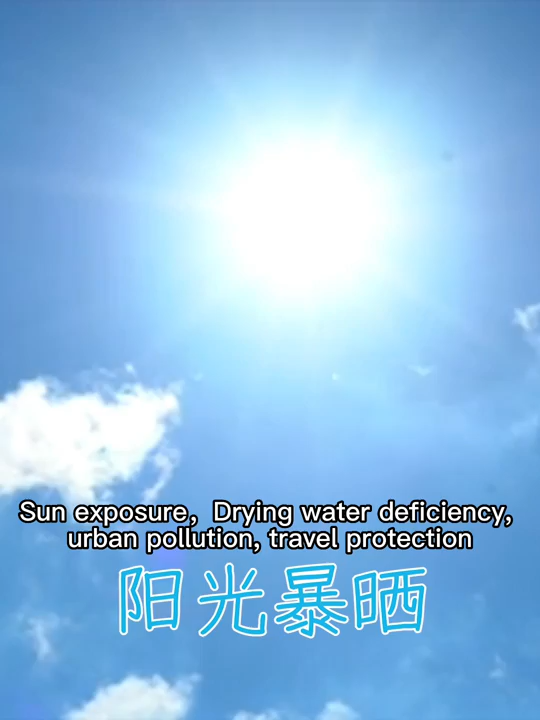 Sun exposure，Drying water deficiency,
urban pollution, travel protection
阳光暴晒